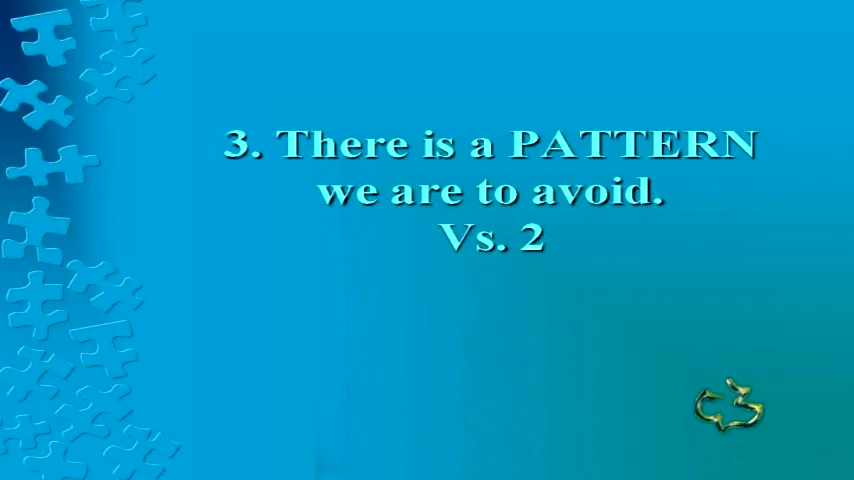 3. There is a PATTERN
we are to avoid.
Vs. 2